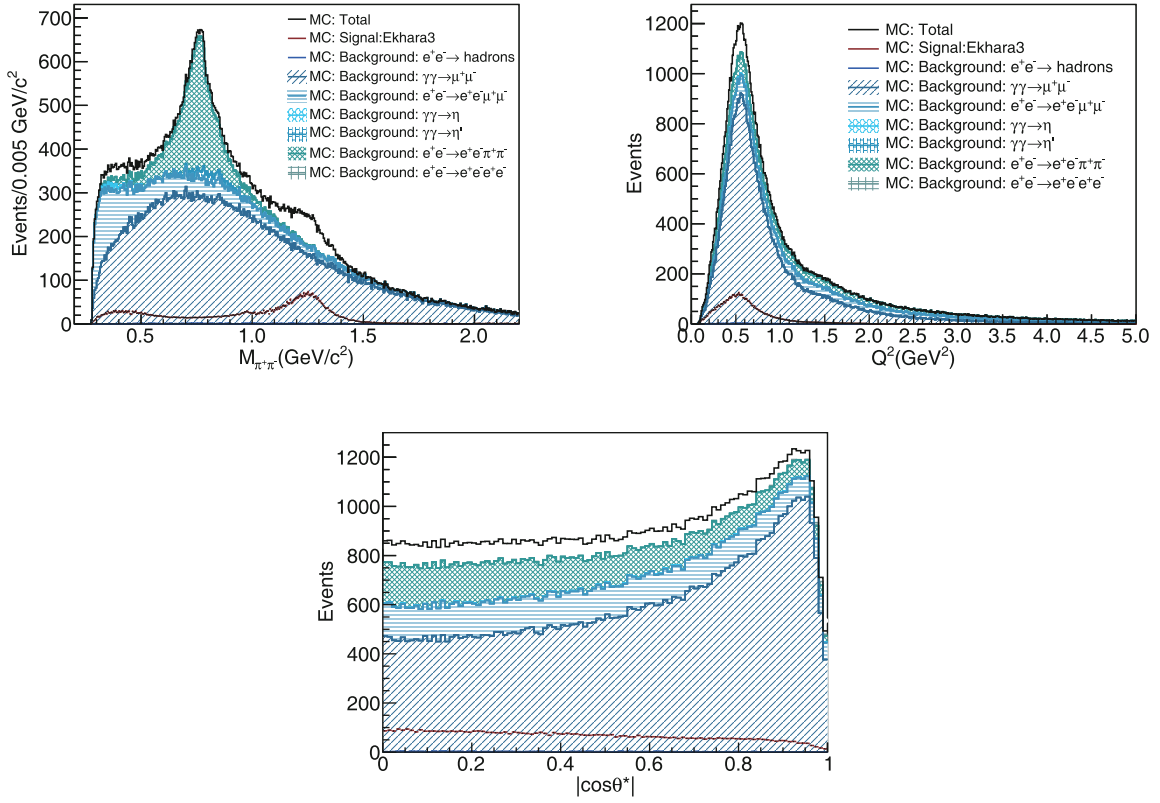 Events/0.005 GeV/c²
700
600
500
400
300
200
100
0
0.5 1.0 1.5 2.0
M_π⁺π⁻(GeV/c²)
MC: Total
MC: Signal:Ekhara3
MC: Background: e⁺e⁻→ hadrons
MC: Background: γγ→μ⁺μ⁻
MC: Background: e⁺e⁻→e⁺e⁻μ⁺μ⁻
MC: Background: γγ→η
MC: Background: γγ→η'
MC: Background: e⁺e⁻→e⁺e⁻π⁺π⁻
MC: Background: e⁺e⁻→e⁺e⁻e⁺e⁻
Events
1200
1000
800
600
400
200
0
0.0 0.5 1.0 1.5 2.0 2.5 3.0 3.5 4.0 4.5 5.0
Q²(GeV²)
MC: Total
MC: Signal:Ekhara3
MC: Background: e⁺e⁻→ hadrons
MC: Background: γγ→μ⁺μ⁻
MC: Background: e⁺e⁻→e⁺e⁻μ⁺μ⁻
MC: Background: γγ→η
MC: Background: γγ→η'
MC: Background: e⁺e⁻→e⁺e⁻π⁺π⁻
MC: Background: e⁺e⁻→e⁺e⁻e⁺e⁻
Events
1200
1000
800
600
400
200
0
0 0.2 0.4 0.6 0.8 1
|cosθ*|